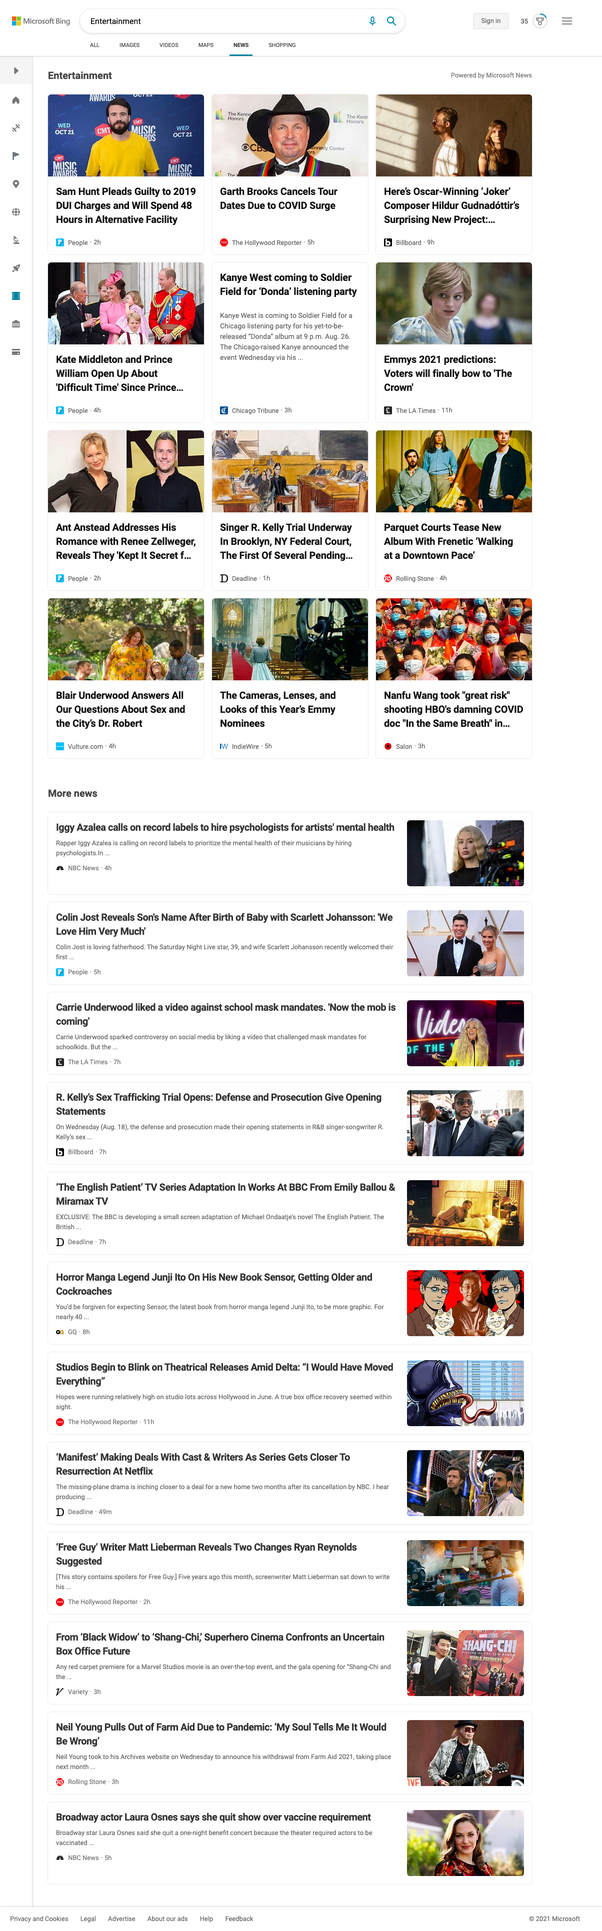 Microsoft Bing
Entertainment
Sign in
35
ALL IMAGES VIDEOS MAPS NEWS SHOPPING
Entertainment
Powered by Microsoft News
Sam Hunt Pleads Guilty to 2019
DUI Charges and Will Spend 48
Hours in Alternative Facility
People · 2h
Garth Brooks Cancels Tour
Dates Due to COVID Surge
The Hollywood Reporter · 5h
Here's Oscar-Winning 'Joker'
Composer Hildur Gudnadóttir's
Surprising New Project:...
Billboard · 9h
Kate Middleton and Prince
William Open Up About
'Difficult Time' Since Prince...
People · 4h
Kanye West coming to Soldier
Field for 'Donda' listening party
Kanye West is coming to Soldier Field for a
Chicago listening party for his yet-to-be-
released "Donda" album at 9 p.m. Aug. 26.
The Chicago-raised Kanye announced the
event Wednesday via his ...
Chicago Tribune · 3h
Emmys 2021 predictions:
Voters will finally bow to 'The
Crown'
The LA Times · 11h
Ant Anstead Addresses His
Romance with Renee Zellweger,
Reveals They 'Kept It Secret f...
People · 2h
Singer R. Kelly Trial Underway
In Brooklyn, NY Federal Court,
The First Of Several Pending...
Deadline · 1h
Parquet Courts Tease New
Album With Frenetic 'Walking
at a Downtown Pace'
Rolling Stone · 4h
Blair Underwood Answers All
Our Questions About Sex and
the City's Dr. Robert
Vulture.com · 4h
The Cameras, Lenses, and
Looks of this Year's Emmy
Nominees
IndieWire · 5h
Nanfu Wang took "great risk"
shooting HBO's damning COVID
doc "In the Same Breath" in...
Salon · 3h
More news
Iggy Azalea calls on record labels to hire psychologists for artists' mental health
Rapper Iggy Azalea is calling on record labels to prioritize the mental health of their musicians by hiring
psychologists.In ...
NBC News · 4h
Colin Jost Reveals Son's Name After Birth of Baby with Scarlett Johansson: 'We
Love Him Very Much'
Colin Jost is loving fatherhood. The Saturday Night Live star, 39, and wife Scarlett Johansson recently welcomed their
first ...
People · 5h
Carrie Underwood liked a video against school mask mandates. 'Now the mob is
coming'
Carrie Underwood sparked controversy on social media by liking a video that challenged mask mandates for
schoolkids. But the ...
The LA Times · 7h
R. Kelly's Sex Trafficking Trial Opens: Defense and Prosecution Give Opening
Statements
On Wednesday (Aug. 18), the defense and prosecution made their opening statements in R&B singer-songwriter R.
Kelly's sex ...
Billboard · 7h
'The English Patient' TV Series Adaptation In Works At BBC From Emily Ballou &
Miramax TV
EXCLUSIVE: The BBC is developing a small screen adaptation of Michael Ondaatje's novel The English Patient. The
British ...
Deadline · 7h
Horror Manga Legend Junji Ito On His New Book Sensor, Getting Older and
Cockroaches
You'd be forgiven for expecting Sensor, the latest book from horror manga legend Junji Ito, to be more graphic. For
nearly 40 ...
GQ · 8h
Studios Begin to Blink on Theatrical Releases Amid Delta: "I Would Have Moved
Everything"
Hopes were running relatively high on studio lots across Hollywood in June. A true box office recovery seemed within
sight.
The Hollywood Reporter · 11h
'Manifest' Making Deals With Cast & Writers As Series Gets Closer To
Resurrection At Netflix
The missing-plane drama is inching closer to a deal for a new home two months after its cancellation by NBC. I hear
producing ...
Deadline · 49m
'Free Guy' Writer Matt Lieberman Reveals Two Changes Ryan Reynolds
Suggested
[This story contains spoilers for Free Guy.] Five years ago this month, screenwriter Matt Lieberman sat down to write
his ...
The Hollywood Reporter · 2h
From 'Black Widow' to 'Shang-Chi,' Superhero Cinema Confronts an Uncertain
Box Office Future
Any red carpet premiere for a Marvel Studios movie is an over-the-top event, and the gala opening for "Shang-Chi and
the ...
Variety · 3h
Neil Young Pulls Out of Farm Aid Due to Pandemic: 'My Soul Tells Me It Would
Be Wrong'
Neil Young took to his Archives website on Wednesday to announce his withdrawal from Farm Aid 2021, taking place
next month ...
Rolling Stone · 3h
Broadway actor Laura Osnes says she quit show over vaccine requirement
Broadway star Laura Osnes said she quit a one-night benefit concert because the theater required actors to be
vaccinated ...
NBC News · 5h
Privacy and Cookies Legal Advertise About our ads Help Feedback
© 2021 Microsoft